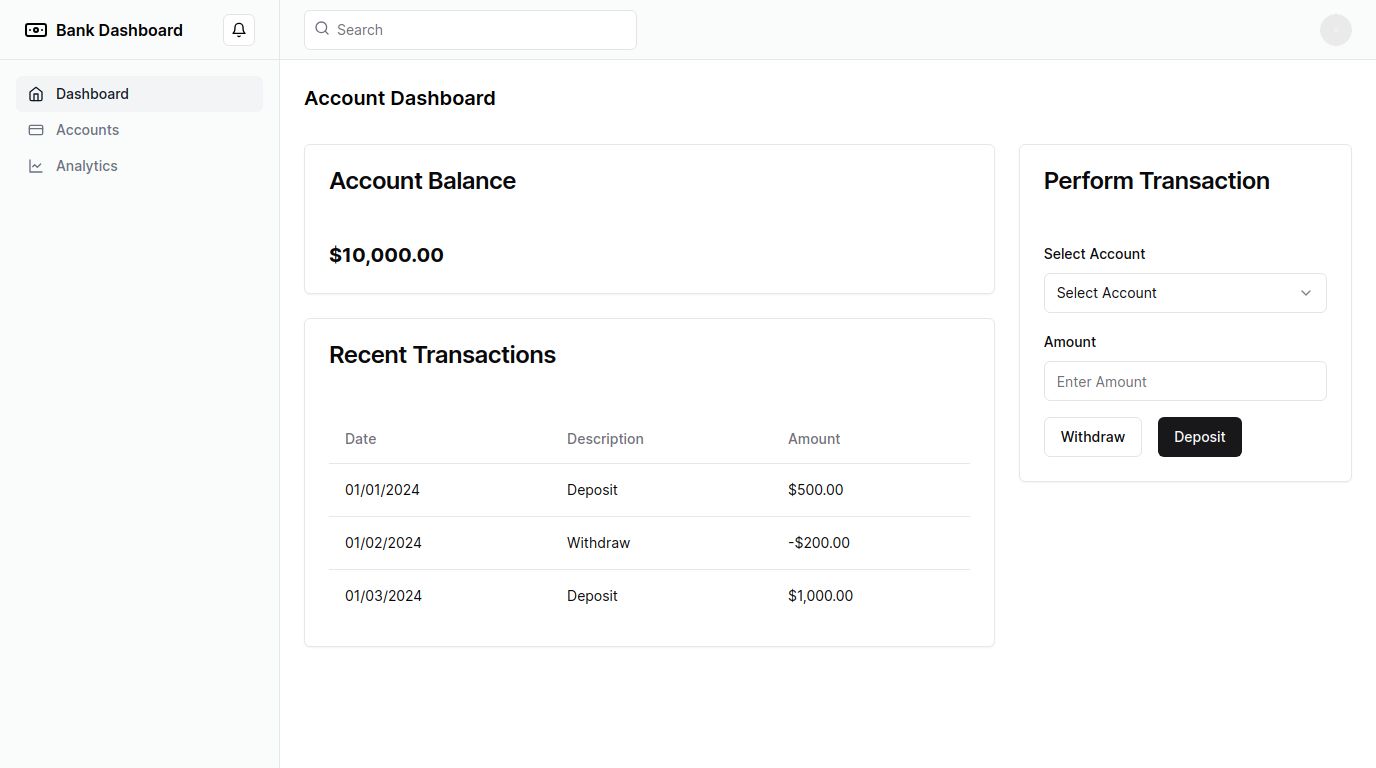 Bank Dashboard
Search
Dashboard
Accounts
Analytics
Account Dashboard
Account Balance
$10,000.00
Recent Transactions
Date Description Amount
01/01/2024 Deposit $500.00
01/02/2024 Withdraw -$200.00
01/03/2024 Deposit $1,000.00
Perform Transaction
Select Account
Select Account
Amount
Enter Amount
Withdraw Deposit